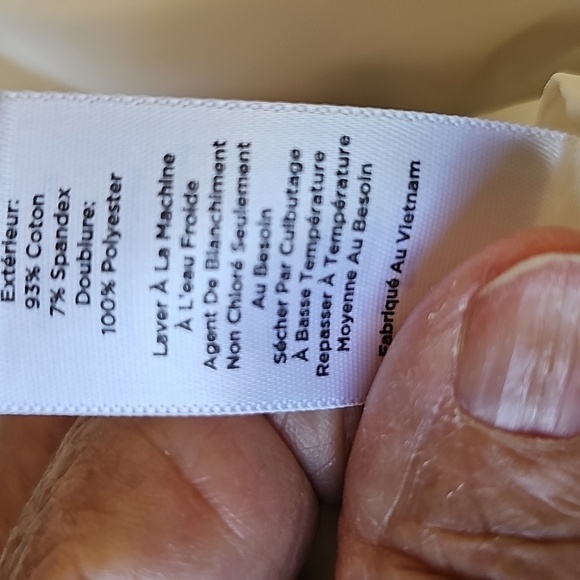 Extérieur:
93% Coton
7% Spandex
Doublure:
100% Polyester
Laver À La Machine
À L'eau Froide
Agent De Blanchiment
Non Chloré Seulement
Au Besoin
Sécher Par Culbutage
À Basse Température
Repasser À Température
Moyenne Au Besoin
Fabriqué Au Vietnam